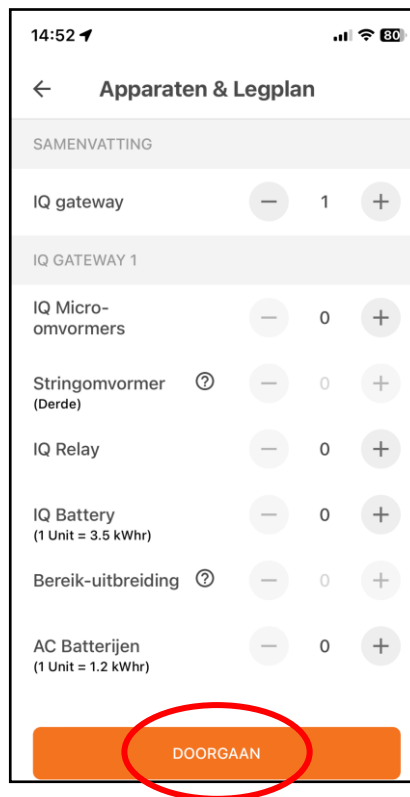 14:52
80
Apparaten & Legplan
SAMENVATTING
IQ gateway 1
IQ GATEWAY 1
IQ Micro-
omvormers 0
Stringomvormer 0
(Derde)
IQ Relay 0
IQ Battery 0
(1 Unit = 3.5 kWhr)
Bereik-uitbreiding 0
AC Batterijen 0
(1 Unit = 1.2 kWhr)
DOORGAAN